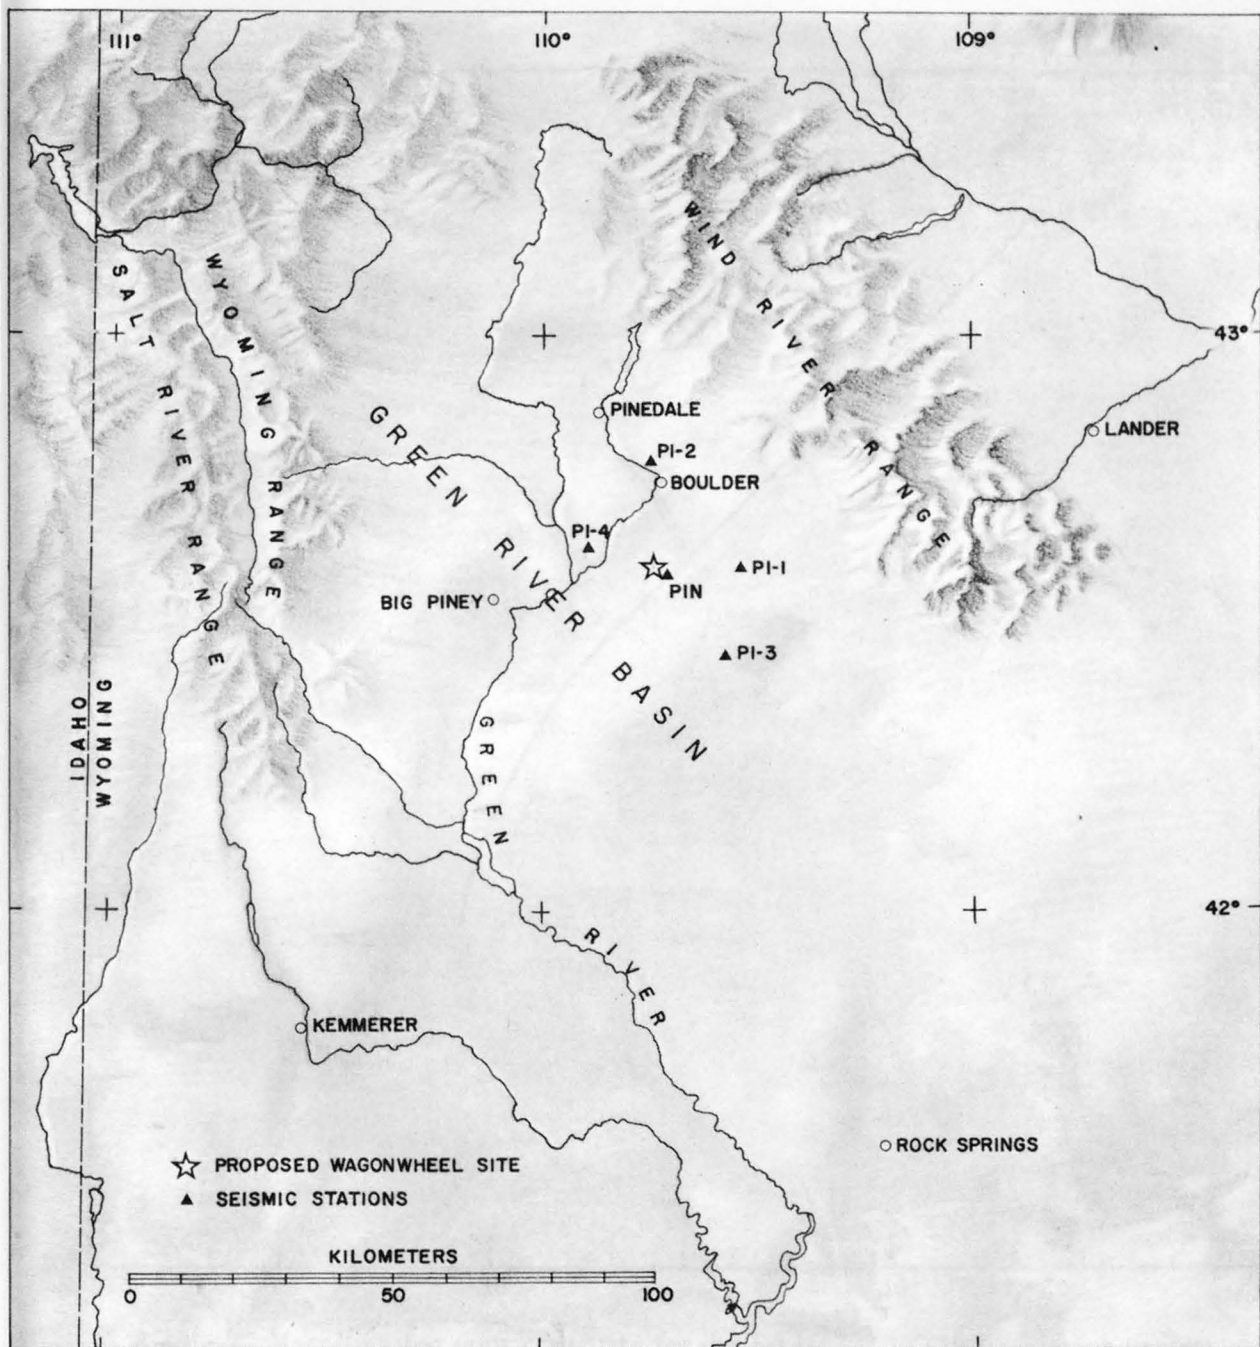 111°
110°
109°
WIND RIVER RANGE
SALT RIVER RANGE
WYOMING RANGE
43°
GREEN RIVER BASIN
PINEDALE
LANDER
PI-2
BOULDER
PI-4
PI-1
PIN
BIG PINEY
PI-3
IDAHO
WYOMING
GREEN RIVER
42°
KEMMERER
ROCK SPRINGS
PROPOSED WAGONWHEEL SITE
SEISMIC STATIONS
KILOMETERS
0 50 100